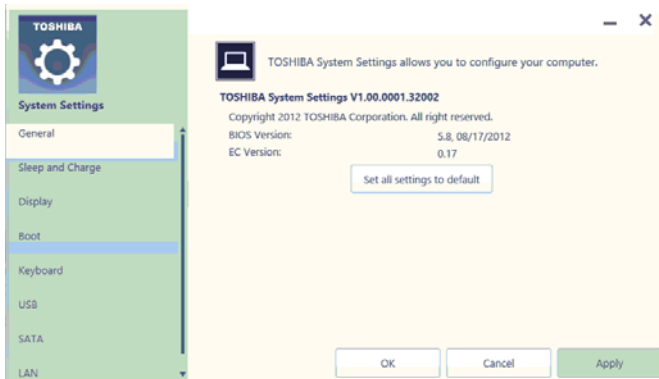 TOSHIBA
System Settings
General
Sleep and Charge
Display
Boot
Keyboard
USB
SATA
LAN
TOSHIBA System Settings allows you to configure your computer.
TOSHIBA System Settings V1.00.0001.32002
Copyright 2012 TOSHIBA Corporation. All right reserved.
BIOS Version: 5.8, 08/17/2012
EC Version: 0.17
Set all settings to default
OK Cancel Apply